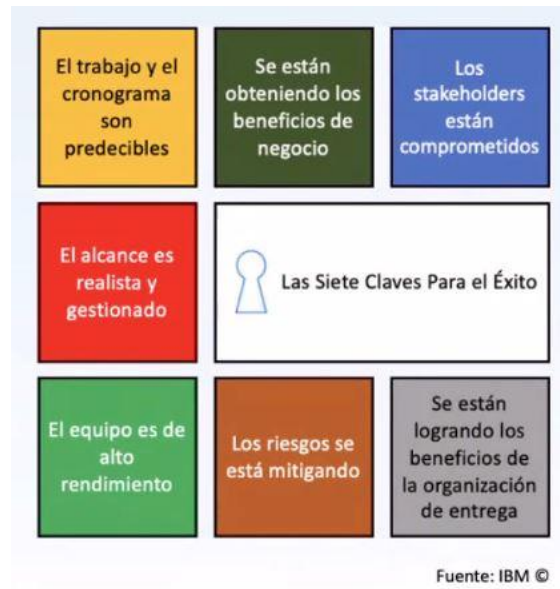 El trabajo y el
cronograma
son
predecibles
Se están
obteniendo los
beneficios de
negocio
Los
stakeholders
están
comprometidos
El alcance es
realista y
gestionado
Las Siete Claves Para el Éxito
El equipo es de
alto
rendimiento
Los riesgos se
está mitigando
Se están
logrando los
beneficios de
la organización
de entrega
Fuente: IBM ©